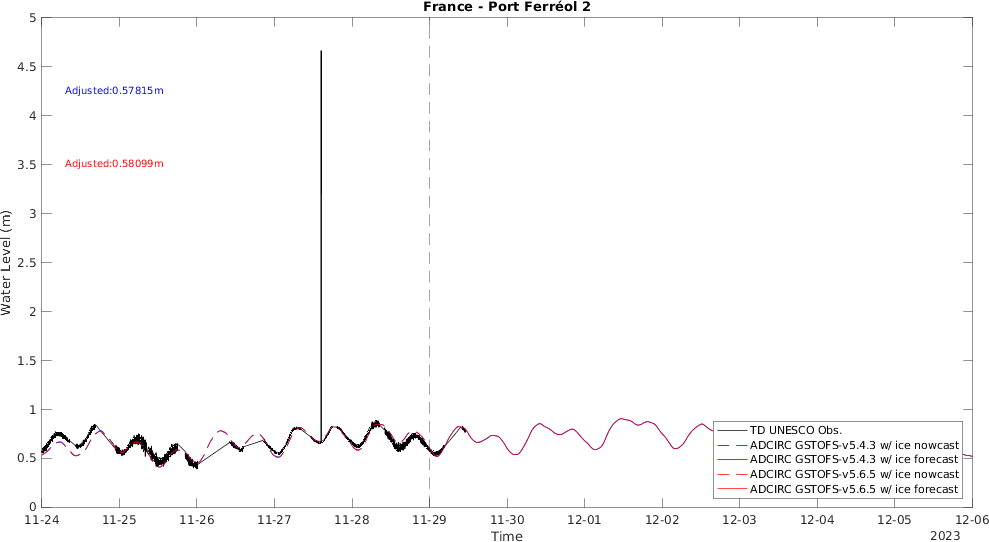 France - Port Ferréol 2
5
4.5
4
3.5
3
2.5
2
1.5
1
0.5
0
Water Level (m)
Adjusted:0.57815m
Adjusted:0.58099m
TD UNESCO Obs.
ADCIRC GSTOFS-v5.4.3 w/ ice nowcast
ADCIRC GSTOFS-v5.4.3 w/ ice forecast
ADCIRC GSTOFS-v5.6.5 w/ ice nowcast
ADCIRC GSTOFS-v5.6.5 w/ ice forecast
11-24 11-25 11-26 11-27 11-28 11-29 11-30 12-01 12-02 12-03 12-04 12-05 12-06
Time
2023